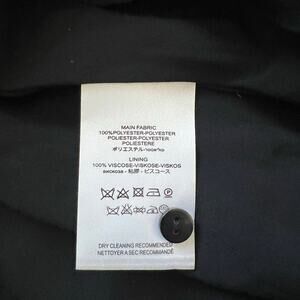 MAIN FABRIC
100%POLYESTER-POLYESTER
POLIESTER-POLYESTER
POLIESTERE
ポリエステル
LINING
100% VISCOSE-VISKOSE-VISKOS
вискоза - 粘膠 - ビスコース
DRY CLEANING RECOMMENDED
NETTOYER A SEC RECOMMANDÉ